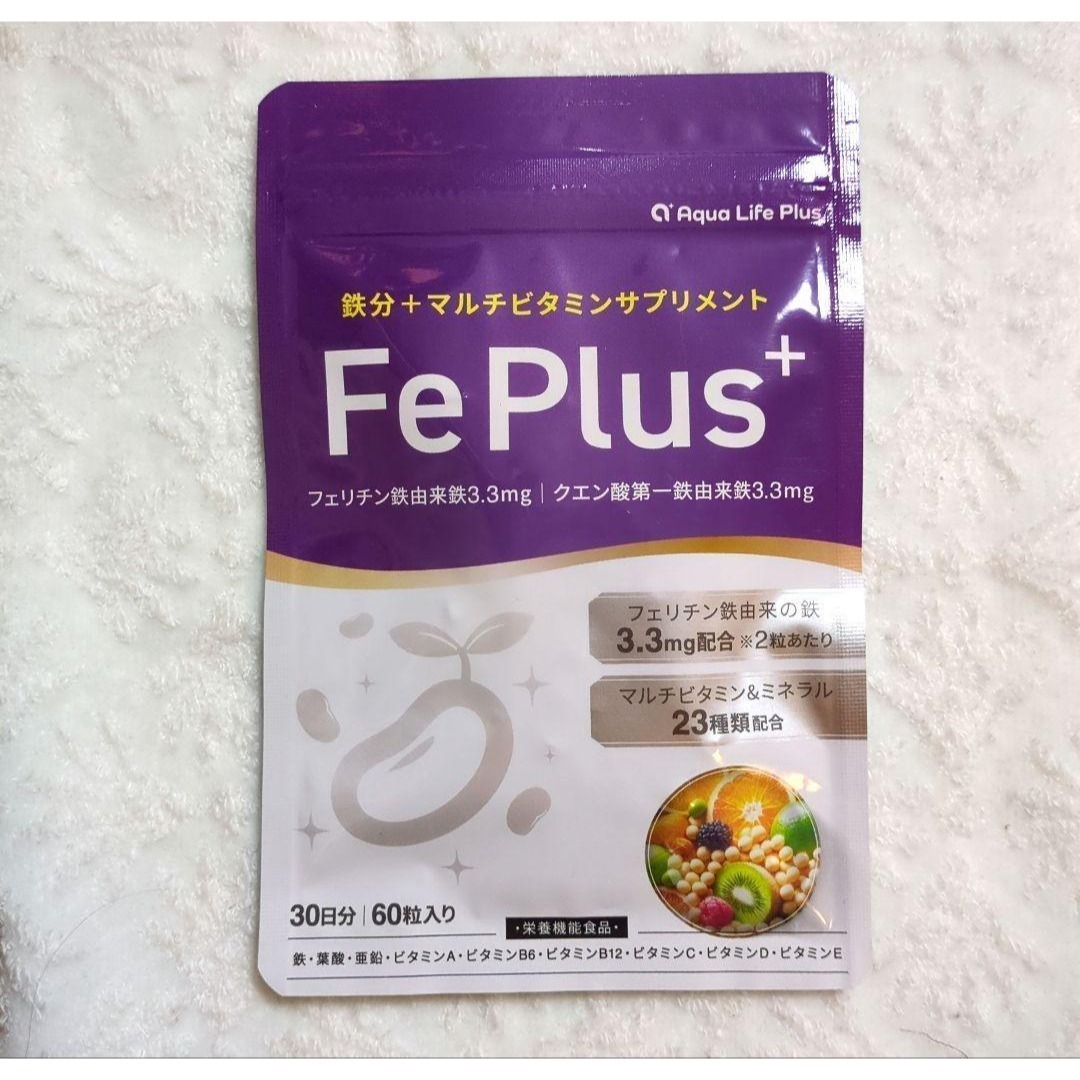 a+ Aqua Life Plus
鉄分＋マルチビタミンサプリメント
Fe Plus+
フェリチン鉄由来鉄3.3mg｜クエン酸第一鉄由来鉄3.3mg
フェリチン鉄由来の鉄
3.3mg配合 ※2粒あたり
マルチビタミン&ミネラル
23種類配合
30日分｜60粒入り
・栄養機能食品・
鉄・葉酸・亜鉛・ビタミンA・ビタミンB6・ビタミンB12・ビタミンC・ビタミンD・ビタミンE